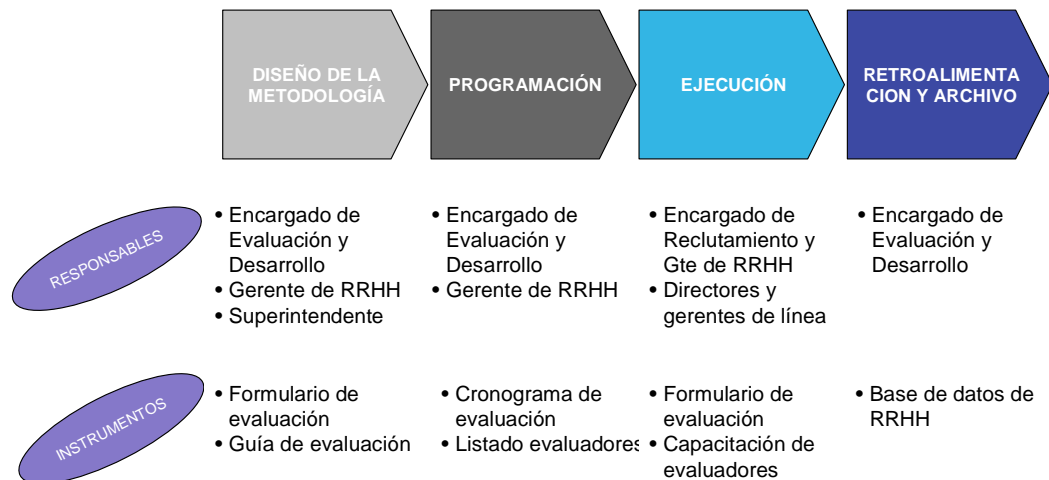 DISEÑO DE LA
METODOLOGÍA
PROGRAMACIÓN
EJECUCIÓN
RETROALIMENTA
CION Y ARCHIVO
RESPONSABLES
• Encargado de
Evaluación y
Desarrollo
• Gerente de RRHH
• Superintendente
• Encargado de
Evaluación y
Desarrollo
• Gerente de RRHH
• Encargado de
Reclutamiento y
Gte de RRHH
• Directores y
gerentes de línea
• Encargado de
Evaluación y
Desarrollo
INSTRUMENTOS
• Formulario de
evaluación
• Guía de evaluación
• Cronograma de
evaluación
• Listado evaluadores
• Formulario de
evaluación
• Capacitación de
evaluadores
• Base de datos de
RRHH